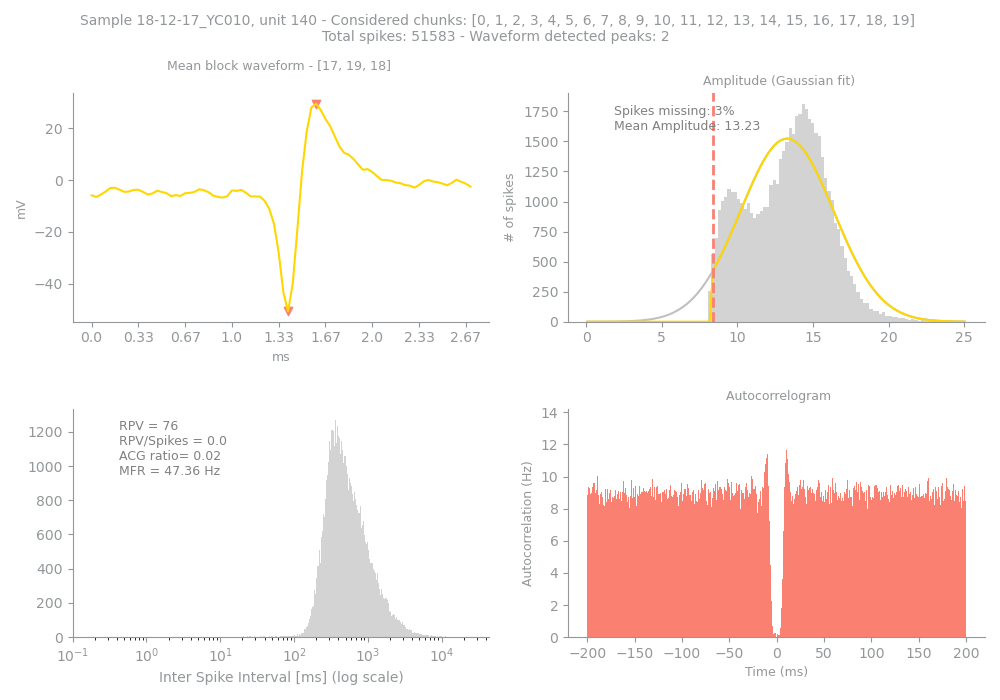 Sample 18-12-17_YC010, unit 140 - Considered chunks: [0, 1, 2, 3, 4, 5, 6, 7, 8, 9, 10, 11, 12, 13, 14, 15, 16, 17, 18, 19]
Total spikes: 51583 - Waveform detected peaks: 2
Mean block waveform - [17, 19, 18]
20
0
−20
−40
mV
0.0 0.33 0.67 1.0 1.33 1.67 2.0 2.33 2.67
ms
Amplitude (Gaussian fit)
Spikes missing: 3%
Mean Amplitude: 13.23
1750
1500
1250
1000
750
500
250
0
# of spikes
0 5 10 15 20 25
RPV = 76
RPV/Spikes = 0.0
ACG ratio= 0.02
MFR = 47.36 Hz
1200
1000
800
600
400
200
0
10⁻¹ 10⁰ 10¹ 10² 10³ 10⁴
Inter Spike Interval [ms] (log scale)
Autocorrelogram
14
12
10
8
6
4
2
0
Autocorrelation (Hz)
−200 −150 −100 −50 0 50 100 150 200
Time (ms)